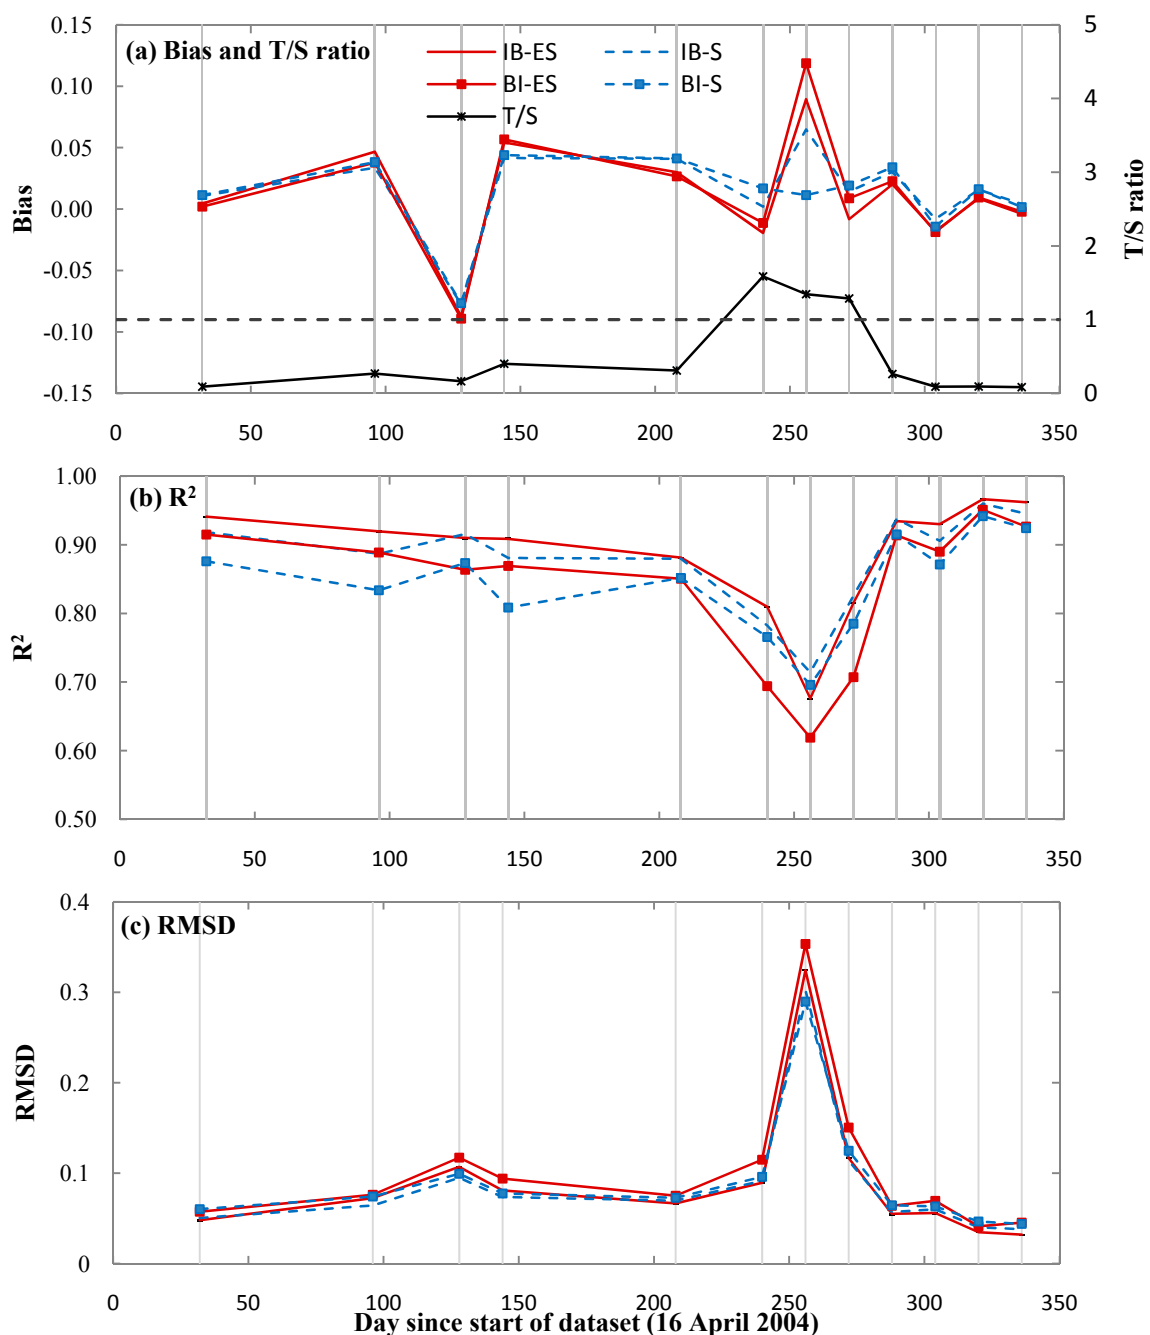 (a) Bias and T/S ratio
IB-ES
IB-S
BI-ES
BI-S
T/S
0.15
0.10
0.05
0.00
-0.05
-0.10
-0.15
Bias
5
4
3
2
1
0
T/S ratio
0 50 100 150 200 250 300 350
(b) R²
1.00
0.90
0.80
0.70
0.60
0.50
R²
0 50 100 150 200 250 300 350
(c) RMSD
0.4
0.3
0.2
0.1
0
RMSD
0 50 100 150 200 250 300 350
Day since start of dataset (16 April 2004)